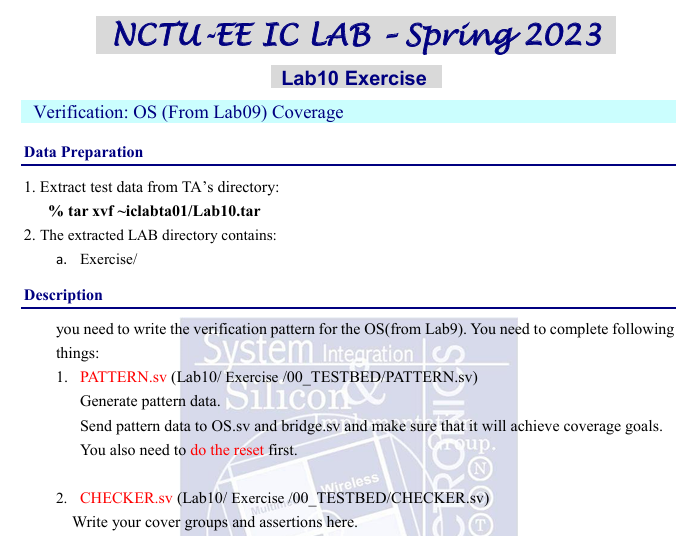 NCTU-EE IC LAB – Spring 2023
Lab10 Exercise
Verification: OS (From Lab09) Coverage
Data Preparation
1. Extract test data from TA's directory:
% tar xvf ~iclabta01/Lab10.tar
2. The extracted LAB directory contains:
a. Exercise/
Description
you need to write the verification pattern for the OS(from Lab9). You need to complete following
things:
1. PATTERN.sv (Lab10/ Exercise /00_TESTBED/PATTERN.sv)
Generate pattern data.
Send pattern data to OS.sv and bridge.sv and make sure that it will achieve coverage goals.
You also need to do the reset first.
2. CHECKER.sv (Lab10/ Exercise /00_TESTBED/CHECKER.sv)
Write your cover groups and assertions here.
System Integration
Silicon &
Group.
Wireless